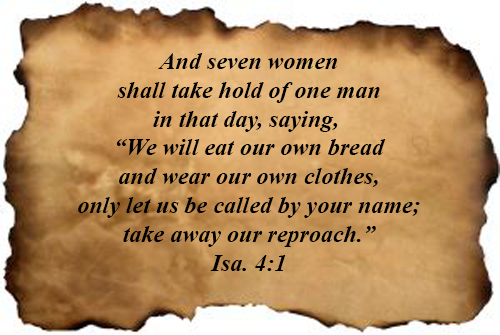 And seven women
shall take hold of one man
in that day, saying,
“We will eat our own bread
and wear our own clothes,
only let us be called by your name;
take away our reproach.”
Isa. 4:1